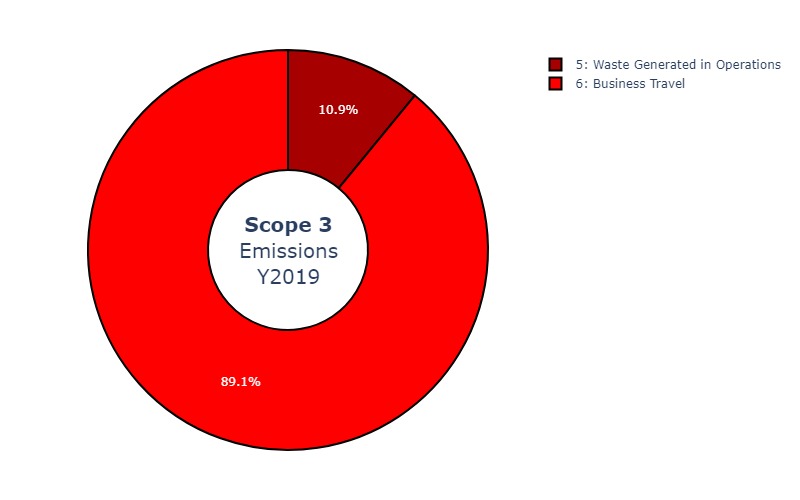 5: Waste Generated in Operations
6: Business Travel
10.9%
Scope 3
Emissions
Y2019
89.1%